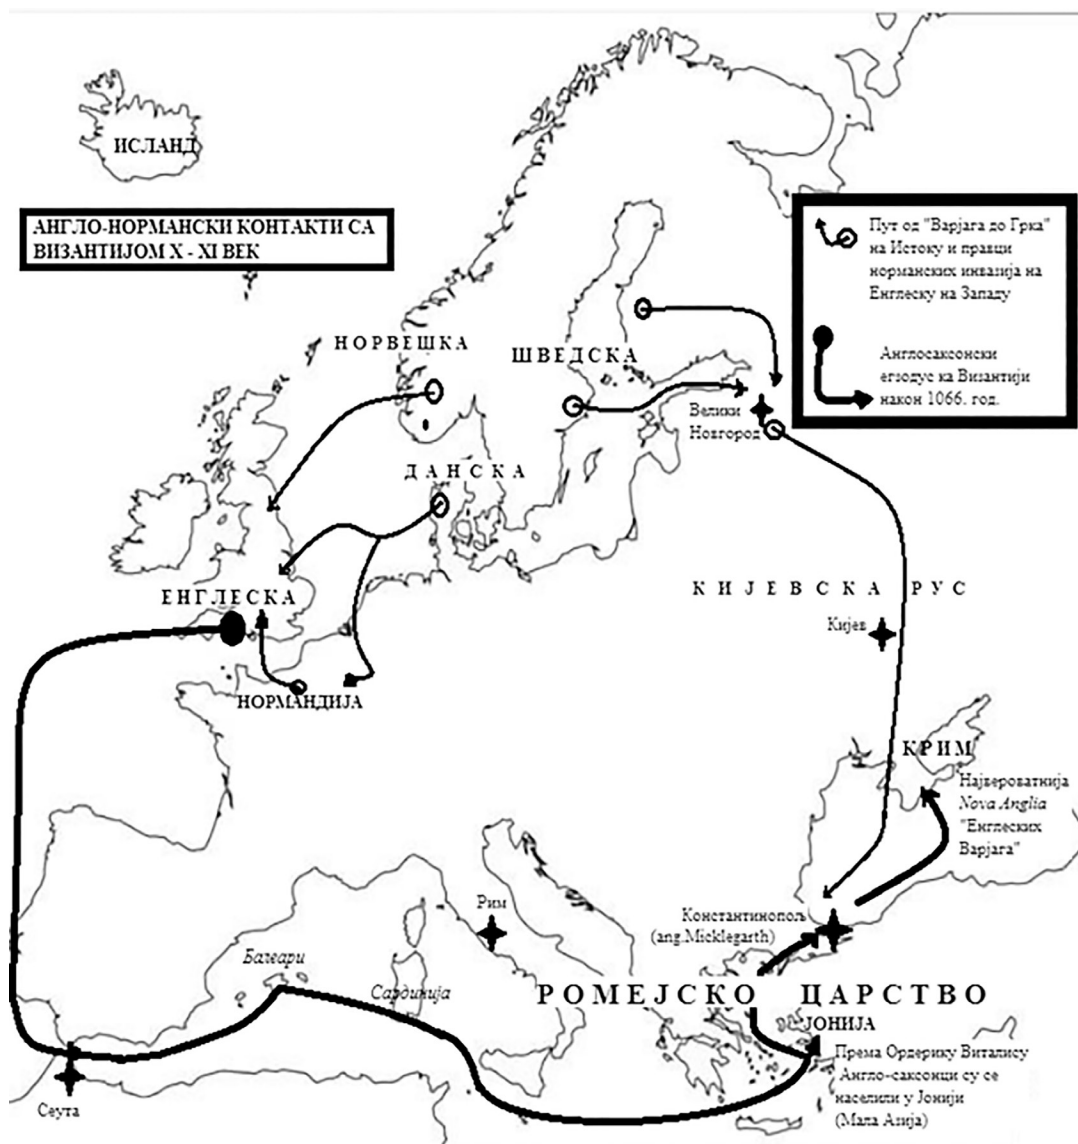 ИСЛАНД
АНГЛО-НОРМАНСКИ КОНТАКТИ СА
ВИЗАНТИЈОМ X - XI ВЕК
Пут од "Варјага до Грка"
на Истоку и правци
норманских инвазија на
Енглеску на Западу
Англосаксонски
егзодус ка Византији
након 1066. год.
НОРВЕШКА
ШВЕДСКА
Велики
Новгород
ДАНСКА
ЕНГЛЕСКА
КИЈЕВСКА РУС
Кијев
НОРМАНДИЈА
КРИМ
Највероватнија
Nova Anglia
"Енглеских
Варјага"
Рим
Константинопољ
(ang.Micklegarth)
Балеари
Сардинија
РОМЕЈСКО ЦАРСТВО
ЈОНИЈА
Према Ордерику Виталису
Англо-саксонци су се
населили у Јонији
(Мала Азија)
Сеута